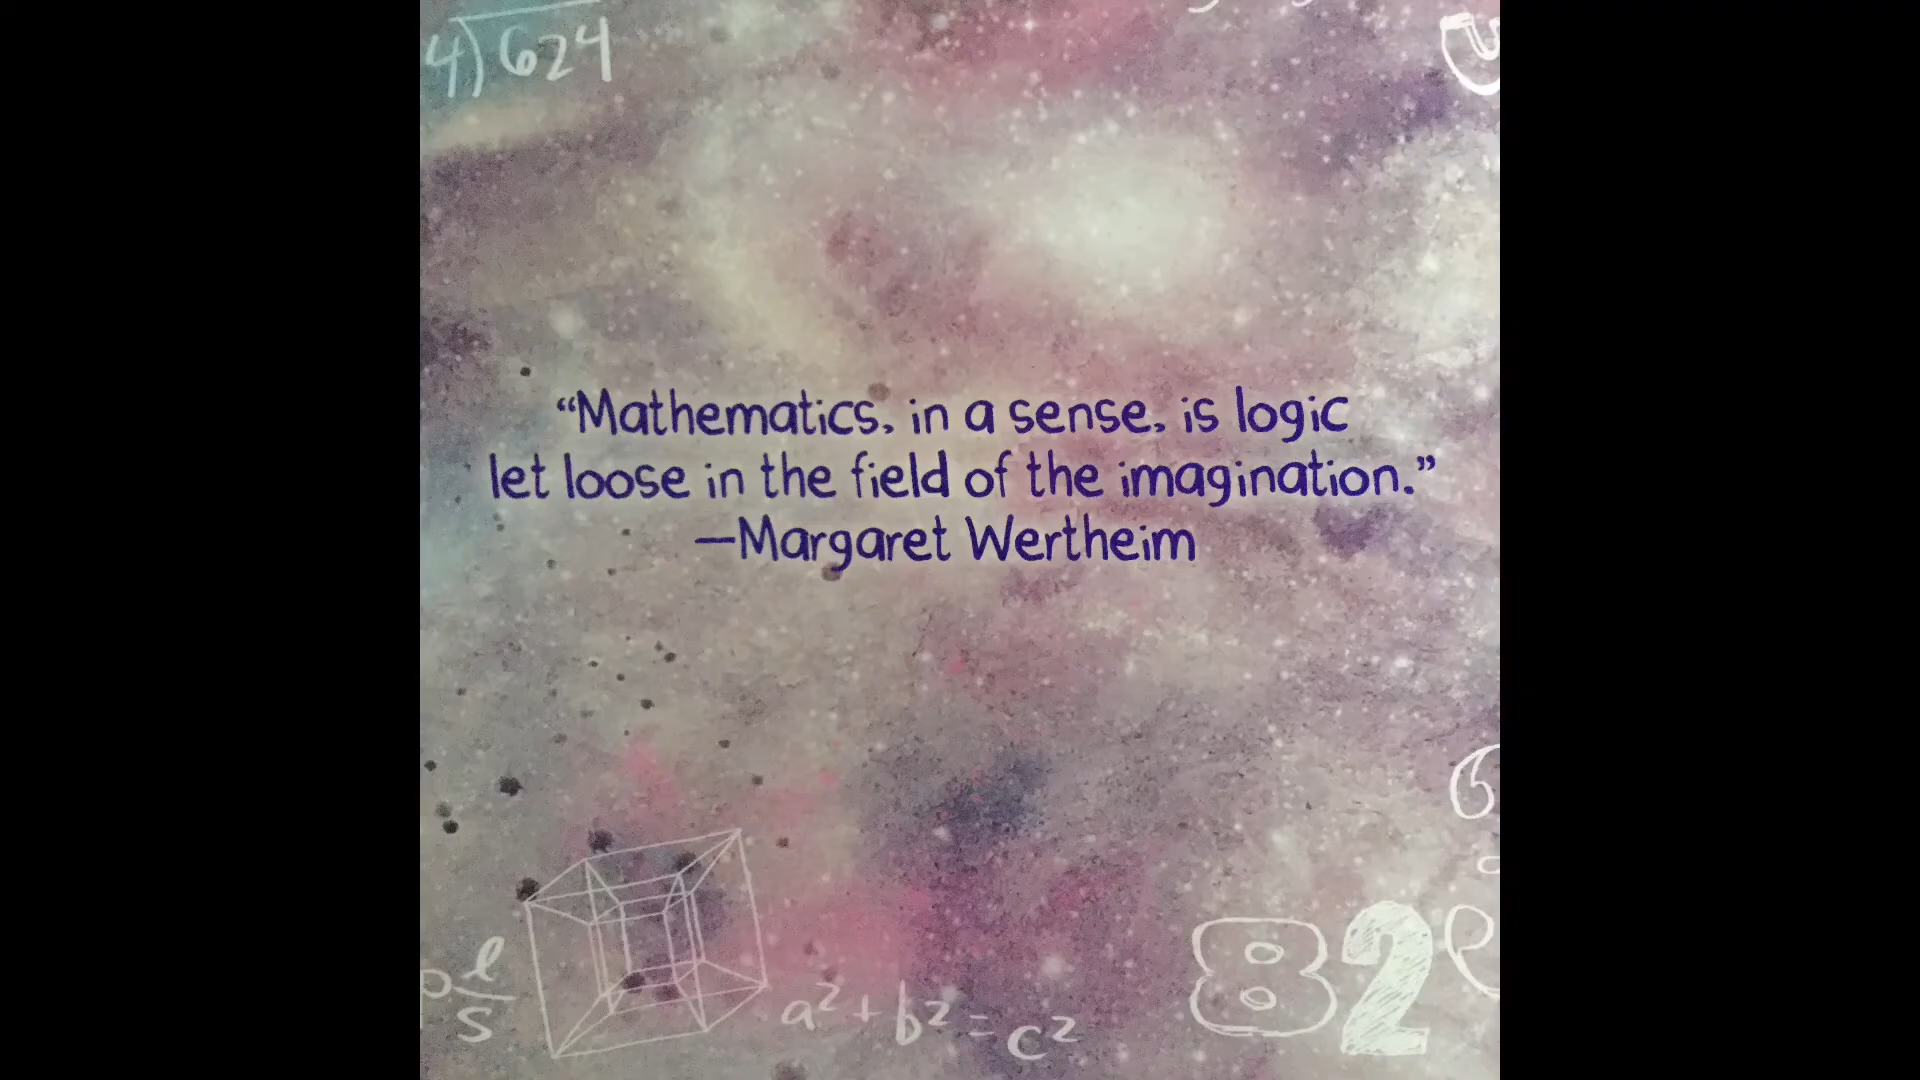 4)624
“Mathematics, in a sense, is logic
let loose in the field of the imagination.”
—Margaret Wertheim
6
l
s
a²+b²=c²
82